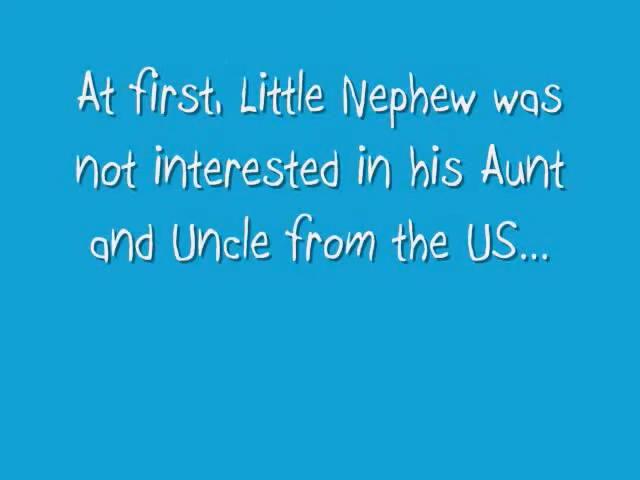 At first, Little Nephew was
not interested in his Aunt
and Uncle from the US...